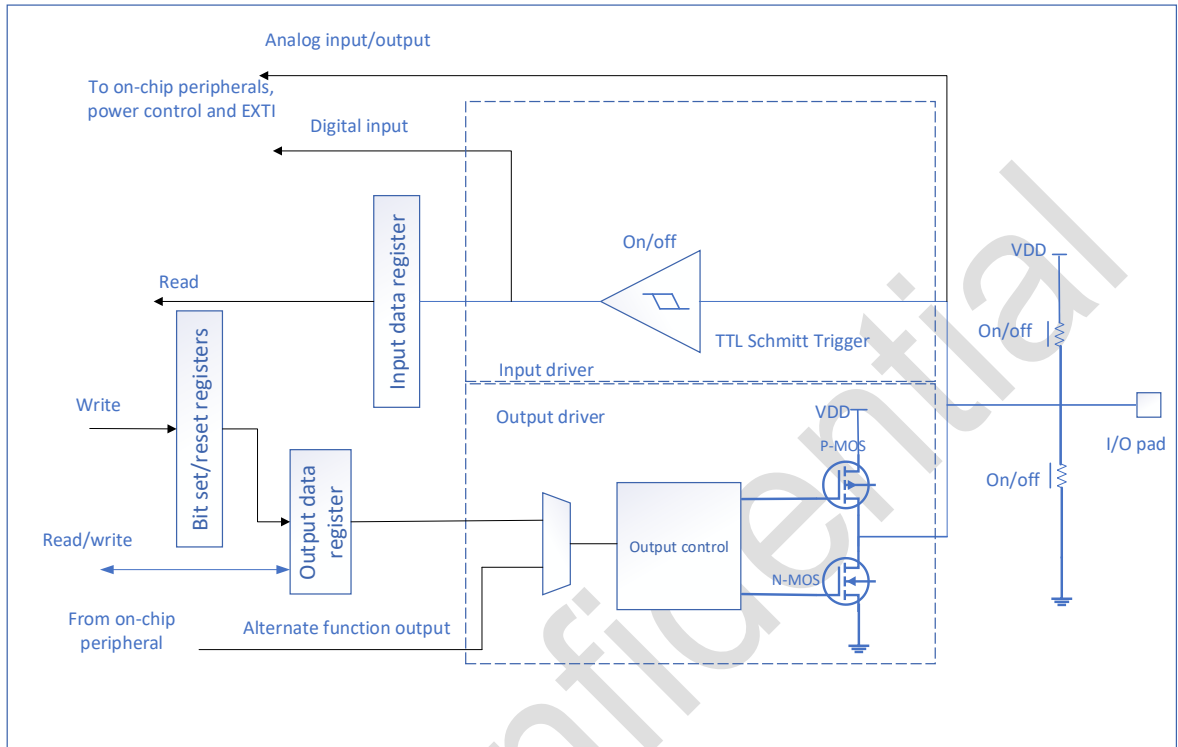 Analog input/output
To on-chip peripherals,
power control and EXTI
Digital input
Input data register
On/off
VDD
Read
On/off
TTL Schmitt Trigger
Bit set/reset registers
Input driver
Write
Output driver
VDD
I/O pad
P-MOS
Output data
register
On/off
Read/write
Output control
N-MOS
From on-chip
peripheral
Alternate function output
nfidential